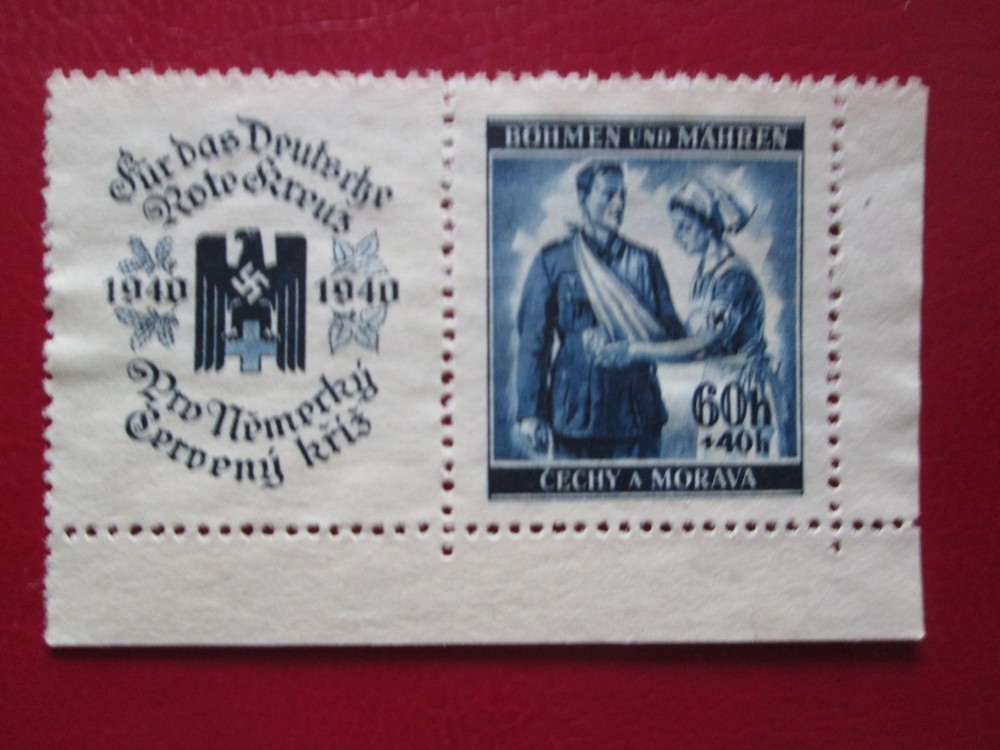 Für das Deutsche
Rote Kreuz
1940 1940
Pro Německý
Červený kříž
BÖHMEN UND MÄHREN
60h
+40h
ČECHY A MORAVA